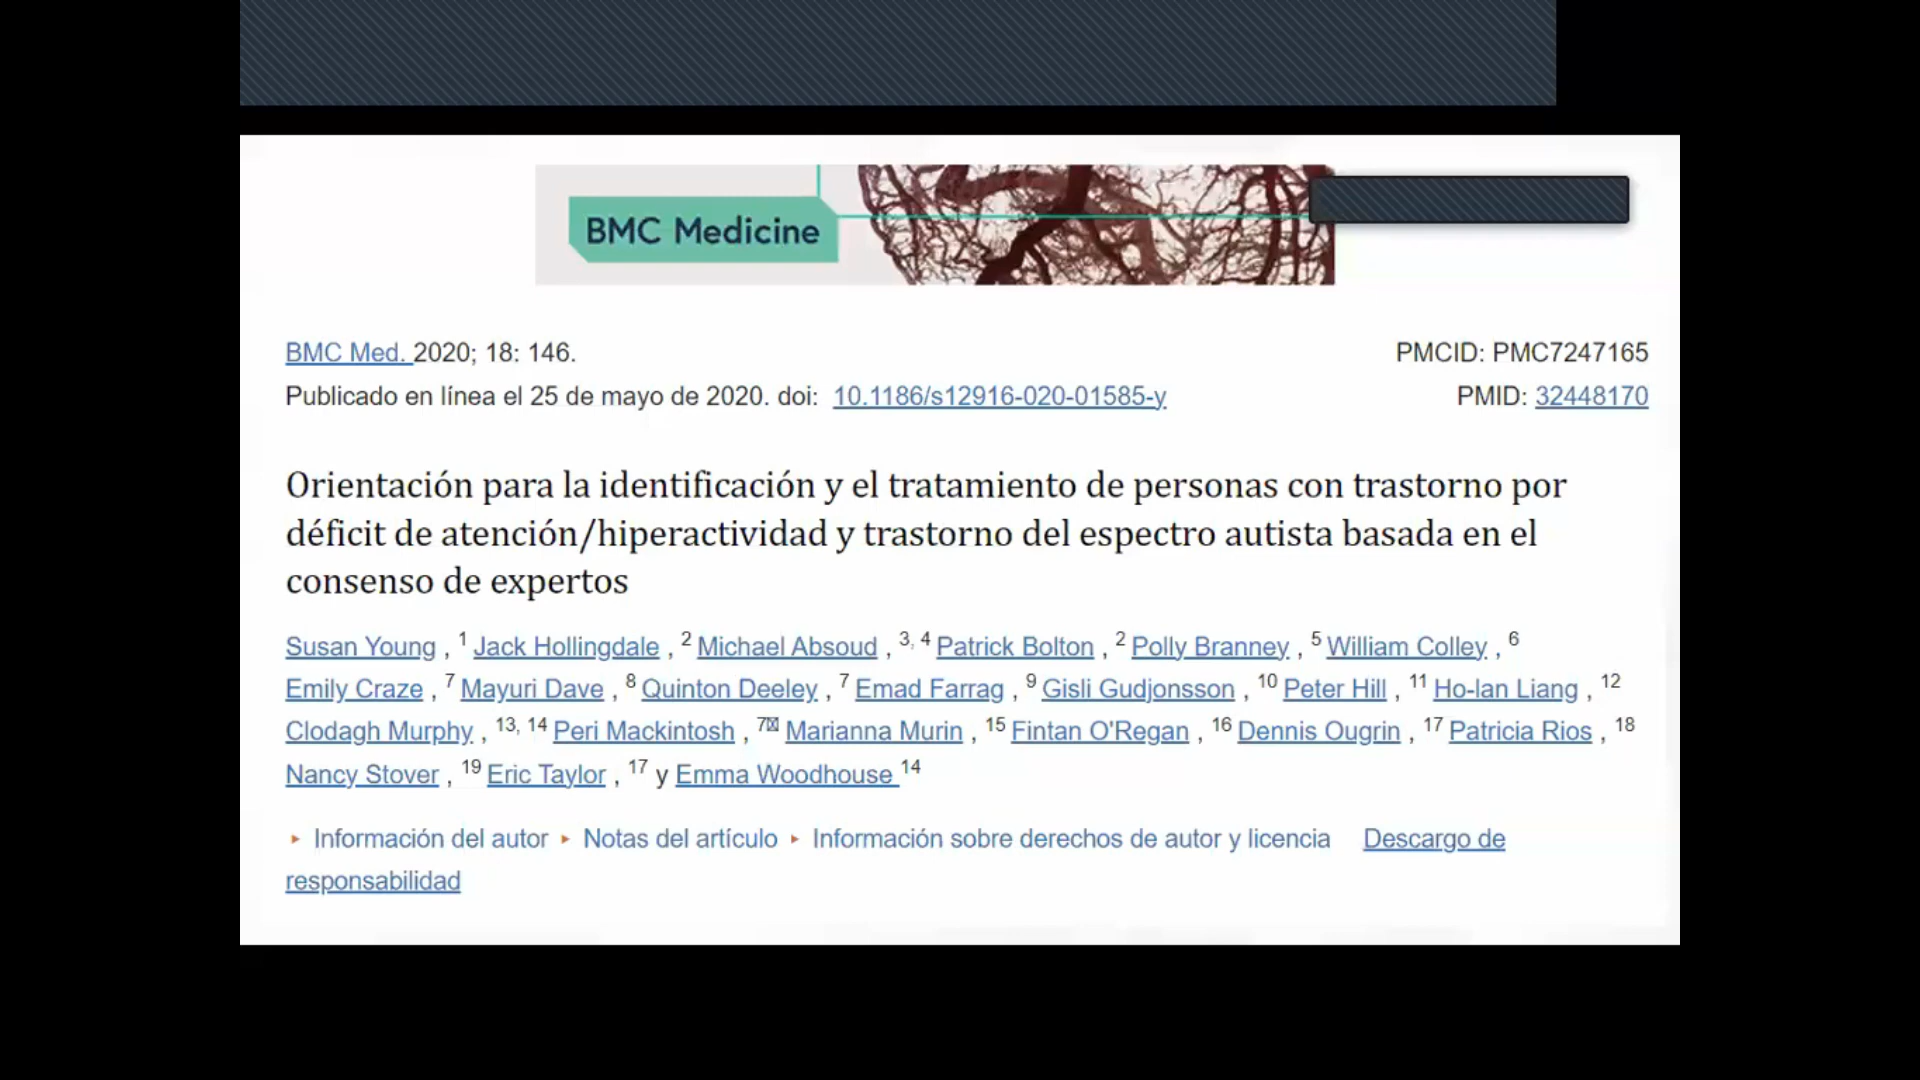 BMC Medicine
BMC Med. 2020; 18: 146.
PMCID: PMC7247165
Publicado en línea el 25 de mayo de 2020. doi: 10.1186/s12916-020-01585-y
PMID: 32448170
Orientación para la identificación y el tratamiento de personas con trastorno por
déficit de atención/hiperactividad y trastorno del espectro autista basada en el
consenso de expertos
Susan Young , 1 Jack Hollingdale , 2 Michael Absoud , 3, 4 Patrick Bolton , 2 Polly Branney , 5 William Colley , 6
Emily Craze , 7 Mayuri Dave , 8 Quinton Deeley , 7 Emad Farrag , 9 Gisli Gudjonsson , 10 Peter Hill , 11 Ho-lan Liang , 12
Clodagh Murphy , 13, 14 Peri Mackintosh , 7 Marianna Murin , 15 Fintan O'Regan , 16 Dennis Ougrin , 17 Patricia Rios , 18
Nancy Stover , 19 Eric Taylor , 17 y Emma Woodhouse 14
▸ Información del autor ▸ Notas del artículo ▸ Información sobre derechos de autor y licencia Descargo de
responsabilidad